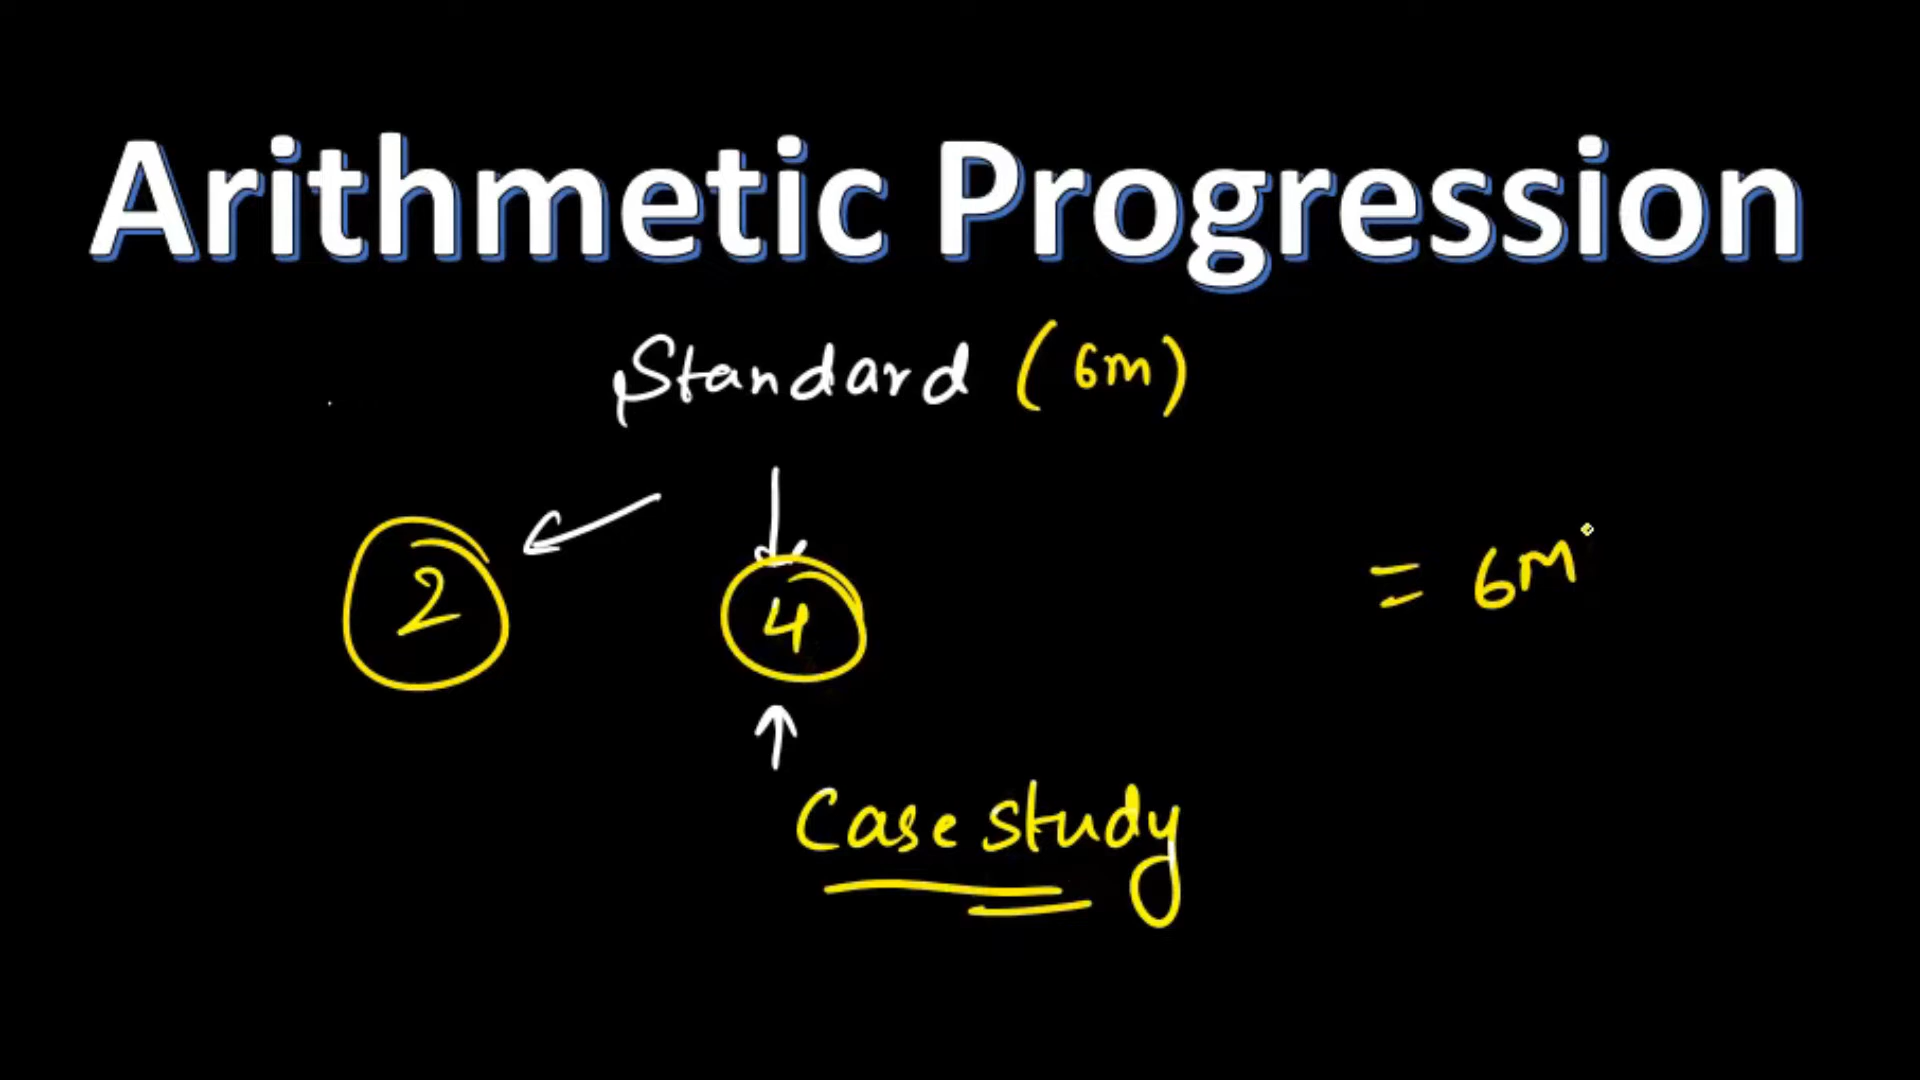 Arithmetic Progression
Standard (6m)
2 4 = 6m
Case study